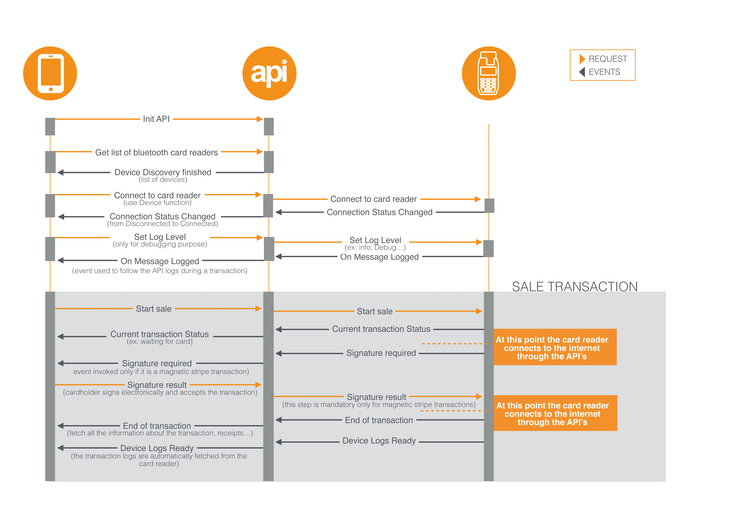 api
REQUEST
EVENTS
Init API
Get list of bluetooth card readers
Device Discovery finished
(list of devices)
Connect to card reader
(use Device function)
Connect to card reader
Connection Status Changed
(from Disconnected to Connected)
Connection Status Changed
Set Log Level
(only for debugging purpose)
Set Log Level
(ex: info, Debug…)
On Message Logged
(event used to follow the API logs during a transaction)
On Message Logged
SALE TRANSACTION
Start sale
Start sale
Current transaction Status
(ex: waiting for card)
Current transaction Status
At this point the card reader
connects to the internet
through the API's
Signature required
event invoked only if it is a magnetic stripe transaction)
Signature required
Signature result
(cardholder signs electronically and accepts the transaction)
Signature result
(this step is mandatory only for magnetic stripe transactions)
At this point the card reader
connects to the internet
through the API's
End of transaction
(fetch all the information about the transaction, receipts…)
End of transaction
Device Logs Ready
(the transaction logs are automatically fetched from the
card reader)
Device Logs Ready